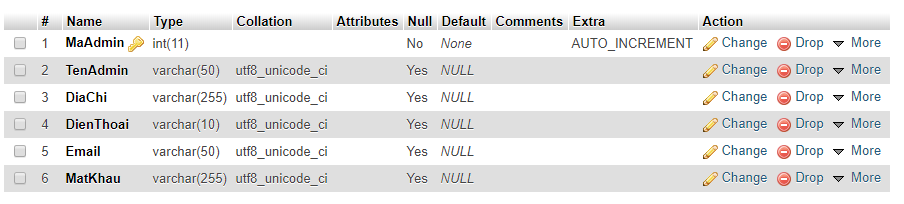 # Name Type Collation Attributes Null Default Comments Extra Action
1 MaAdmin int(11) No None AUTO_INCREMENT Change Drop More
2 TenAdmin varchar(50) utf8_unicode_ci Yes NULL Change Drop More
3 DiaChi varchar(255) utf8_unicode_ci Yes NULL Change Drop More
4 DienThoai varchar(10) utf8_unicode_ci Yes NULL Change Drop More
5 Email varchar(50) utf8_unicode_ci Yes NULL Change Drop More
6 MatKhau varchar(255) utf8_unicode_ci Yes NULL Change Drop More